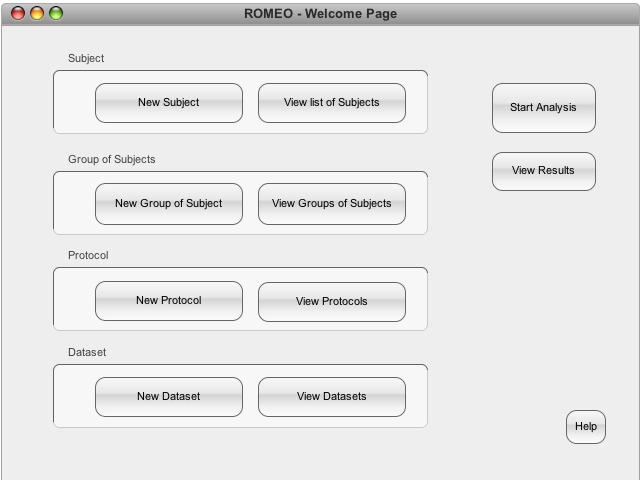 ROMEO - Welcome Page
Subject
New Subject
View list of Subjects
Start Analysis
View Results
Group of Subjects
New Group of Subject
View Groups of Subjects
Protocol
New Protocol
View Protocols
Dataset
New Dataset
View Datasets
Help